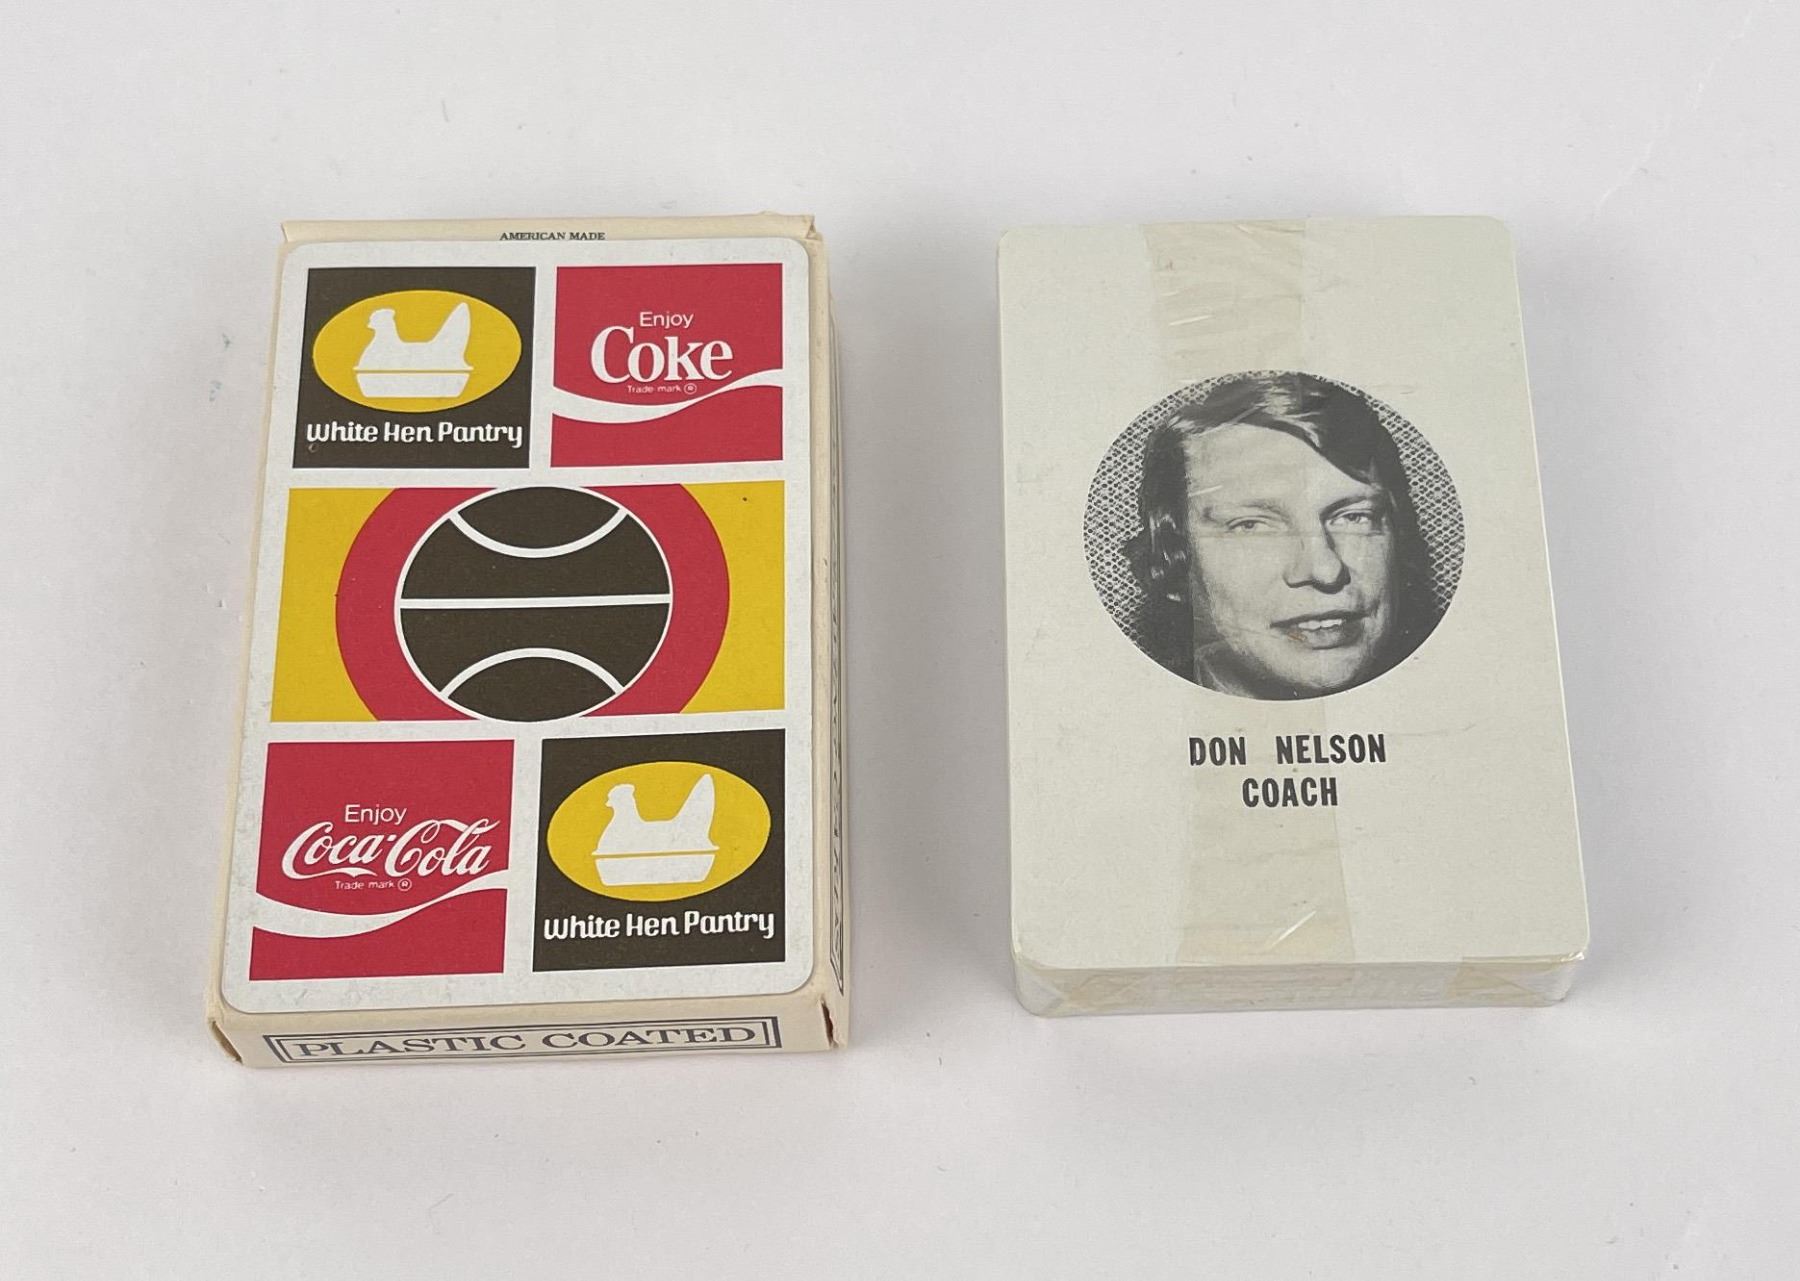 AMERICAN MADE
White Hen Pantry
Enjoy
Coke
Trade-mark ®
Enjoy
Coca-Cola
Trade mark ®
White Hen Pantry
PLASTIC COATED
DON NELSON
COACH